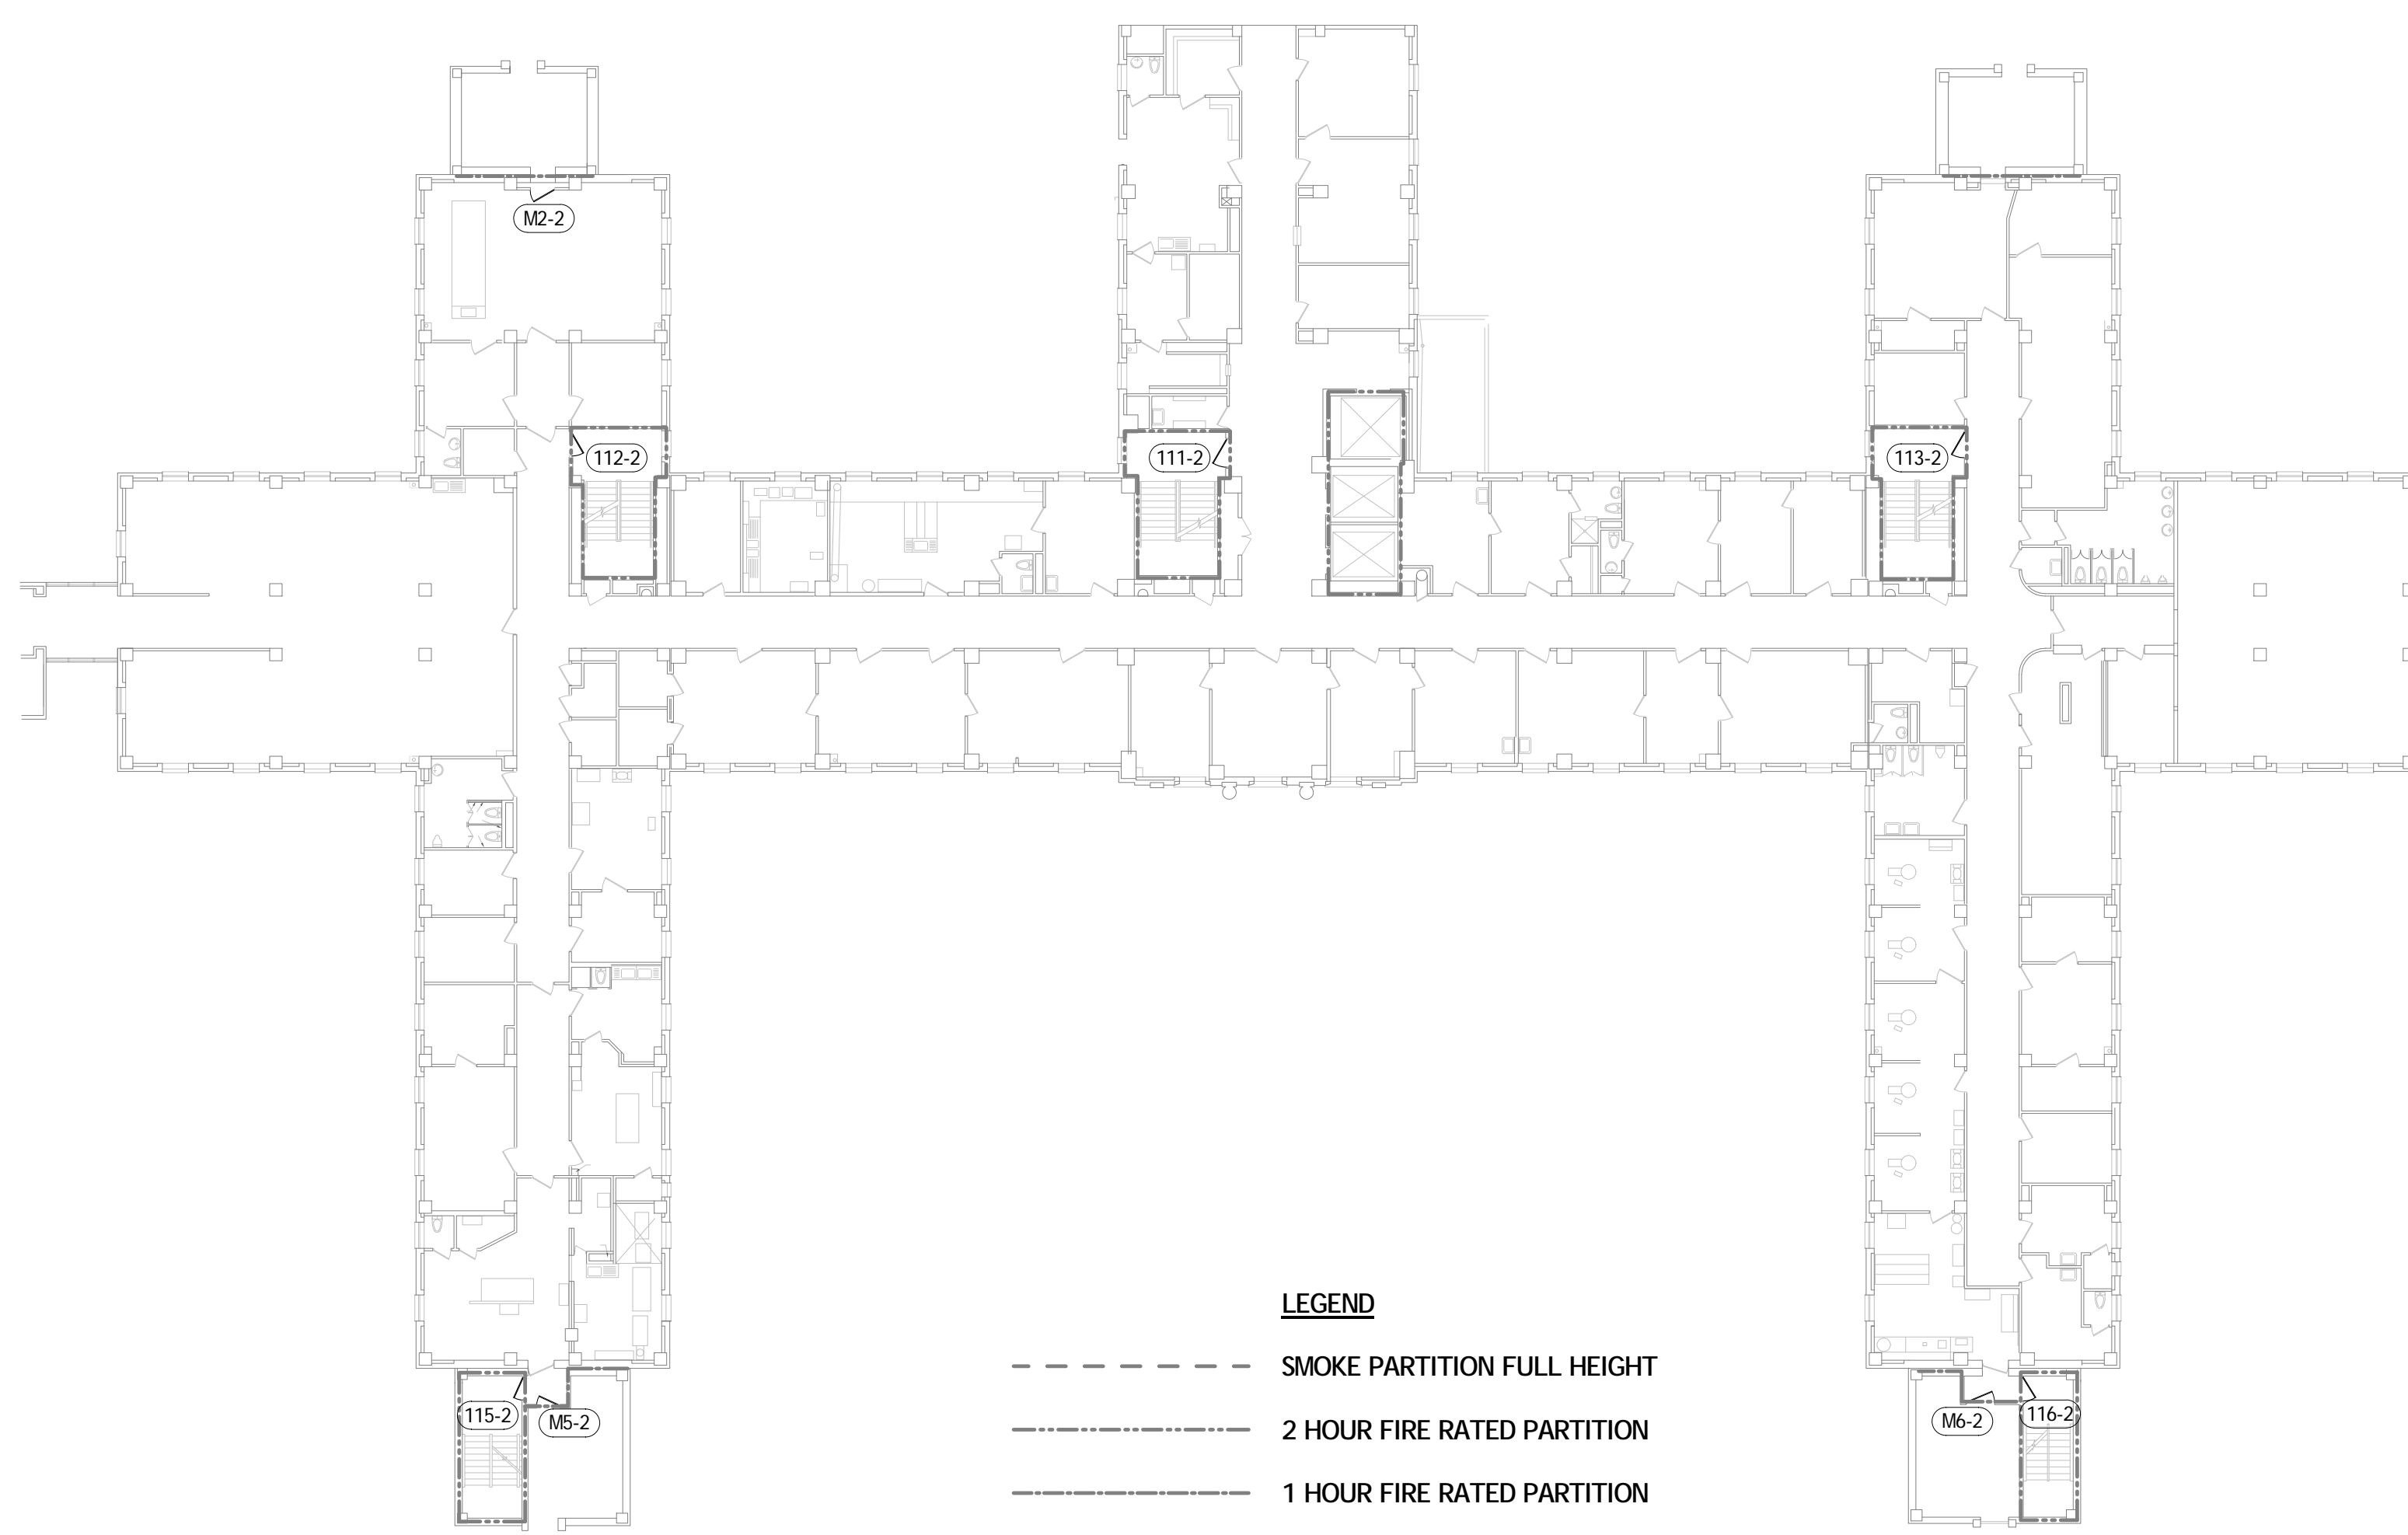 M2-2
112-2
111-2
113-2
LEGEND
SMOKE PARTITION FULL HEIGHT
115-2
M5-2
M6-2
116-2
2 HOUR FIRE RATED PARTITION
1 HOUR FIRE RATED PARTITION